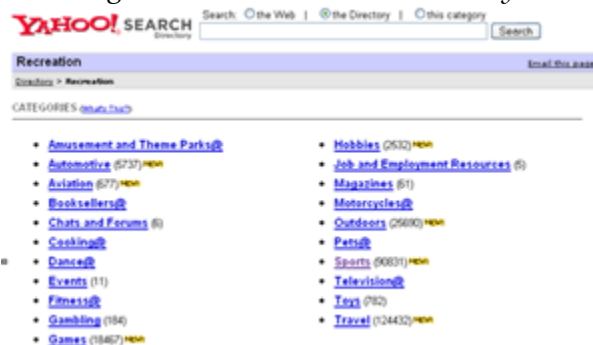 Search: the Web | the Directory | this category
YAHOO! SEARCH
Directory
Search
Recreation
Email this page
Directory > Recreation
CATEGORIES (What's This?)
Amusement and Theme Parks@
Automotive (6737) NEW!
Aviation (677) NEW!
Booksellers@
Chats and Forums (6)
Cooking@
Dance@
Events (11)
Fitness@
Gambling (184)
Games (18467) NEW!
Hobbies (2532) NEW!
Job and Employment Resources (5)
Magazines (61)
Motorcycles@
Outdoors (25690) NEW!
Pets@
Sports (90831) NEW!
Television@
Toys (782)
Travel (124432) NEW!